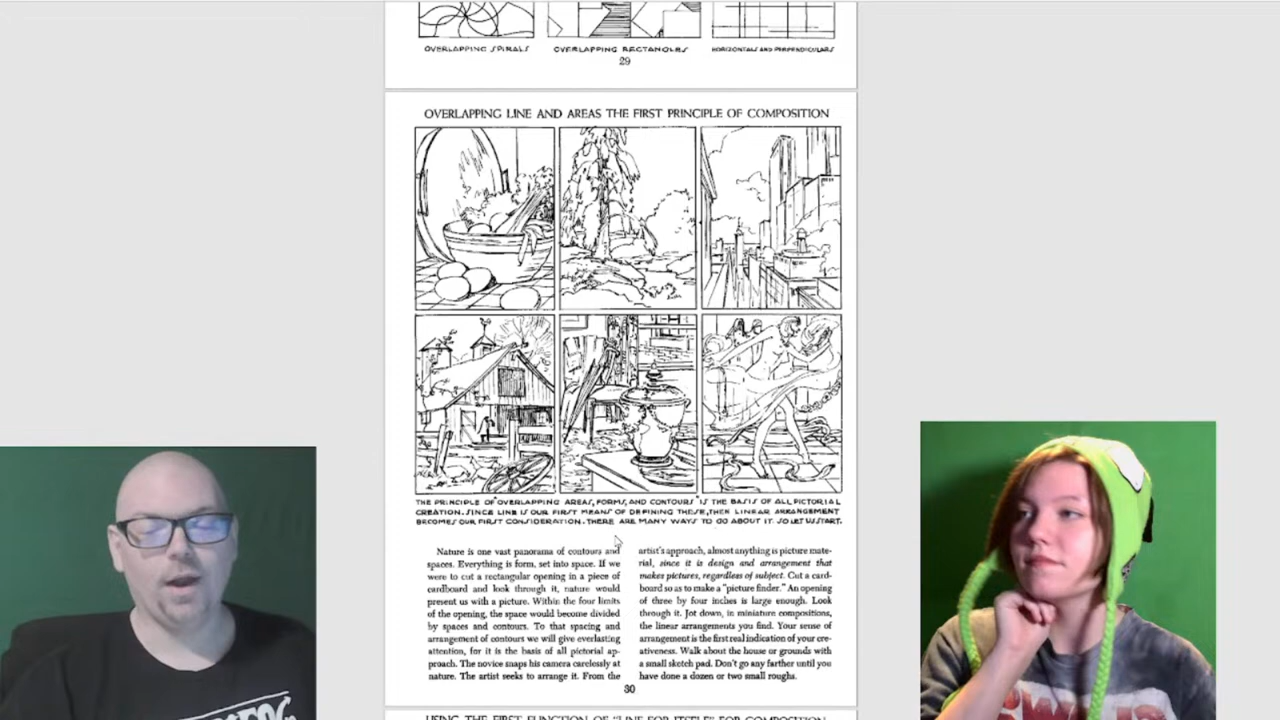 OVERLAPPING SPIRALS OVERLAPPING RECTANGLES HORIZONTALS AND PERPENDICULARS
29
OVERLAPPING LINE AND AREAS THE FIRST PRINCIPLE OF COMPOSITION
THE PRINCIPLE OF "OVERLAPPING AREAS, FORMS, AND CONTOURS" IS THE BASIS OF ALL PICTORIAL
CREATION. SINCE LINE IS OUR FIRST MEANS OF DEFINING THESE, THEN LINEAR ARRANGEMENT
BECOMES OUR FIRST CONSIDERATION. THERE ARE MANY WAYS TO GO ABOUT IT. SO LET US START.
Nature is one vast panorama of contours and
spaces. Everything is form, set into space. If we
were to cut a rectangular opening in a piece of
cardboard and look through it, nature would
present us with a picture. Within the four limits
of the opening, the space would become divided
by spaces and contours. To that spacing and
arrangement of contours we will give everlasting
attention, for it is the basis of all pictorial ap-
proach. The novice snaps his camera carelessly at
nature. The artist seeks to arrange it. From the
artist's approach, almost anything is picture mate-
rial, since it is design and arrangement that
makes pictures, regardless of subject. Cut a card-
board so as to make a "picture finder." An opening
of three by four inches is large enough. Look
through it. Jot down, in miniature compositions,
the linear arrangements you find. Your sense of
arrangement is the first real indication of your cre-
ativeness. Walk about the house or grounds with
a small sketch pad. Don't go any farther until you
have done a dozen or two small roughs.
30
USING THE FIRST FUNCTION OF "LINE FOR ITSELF" FOR COMPOSITION